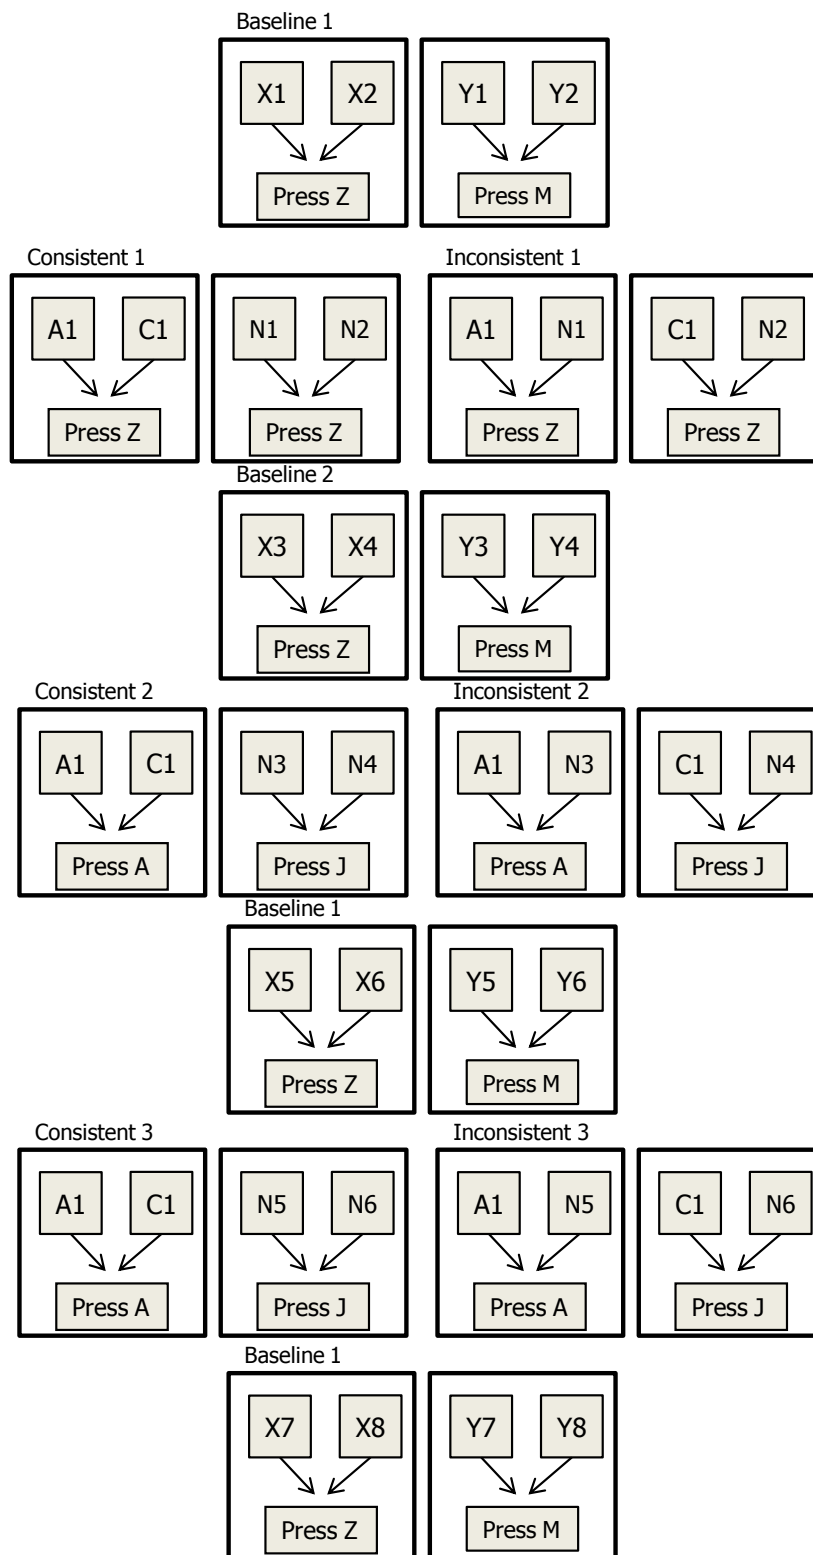 Baseline 1
X1 X2 Y1 Y2
Press Z Press M
Consistent 1 Inconsistent 1
A1 C1 N1 N2 A1 N1 C1 N2
Press Z Press Z Press Z Press Z
Baseline 2
X3 X4 Y3 Y4
Press Z Press M
Consistent 2 Inconsistent 2
A1 C1 N3 N4 A1 N3 C1 N4
Press A Press J Press A Press J
Baseline 1
X5 X6 Y5 Y6
Press Z Press M
Consistent 3 Inconsistent 3
A1 C1 N5 N6 A1 N5 C1 N6
Press A Press J Press A Press J
Baseline 1
X7 X8 Y7 Y8
Press Z Press M